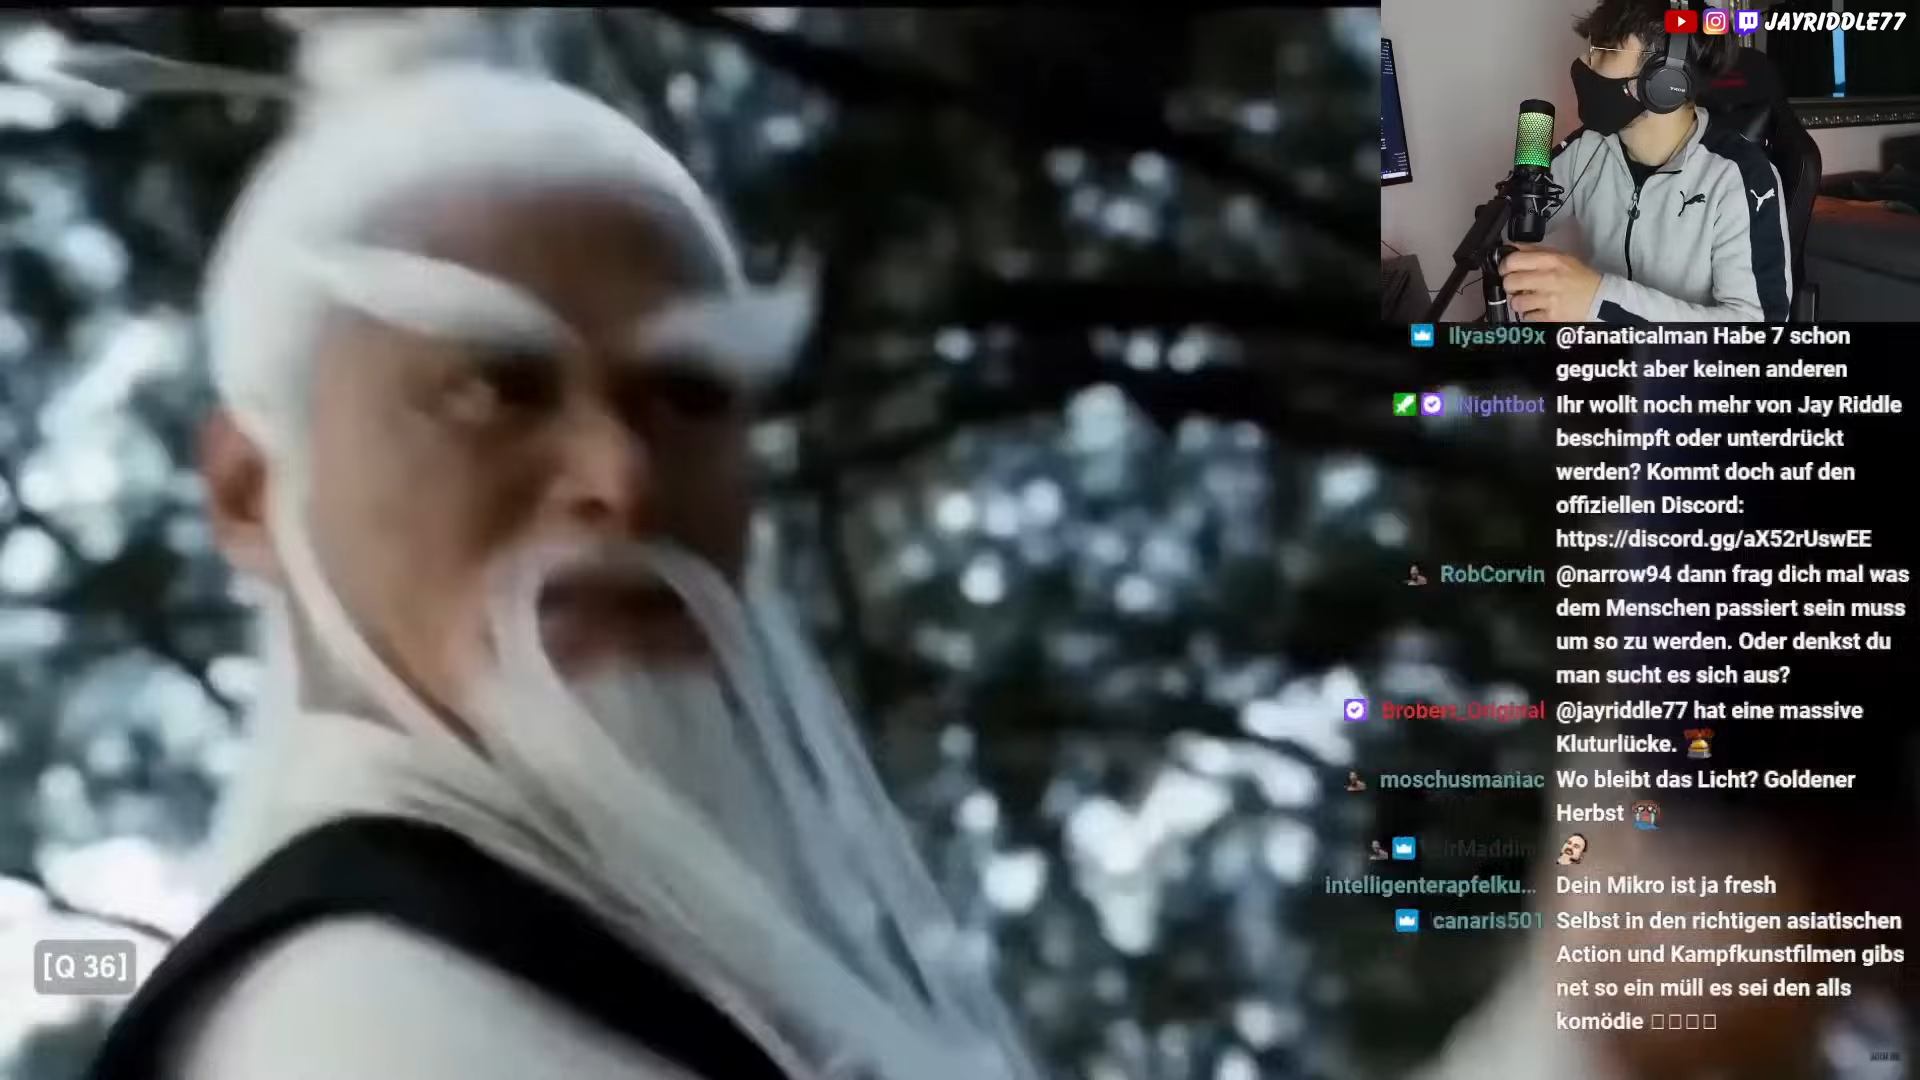 JAYRIDDLE77
Ilyas909x @fanaticalman Habe 7 schon
geguckt aber keinen anderen
Nightbot Ihr wollt noch mehr von Jay Riddle
beschimpft oder unterdrückt
werden? Kommt doch auf den
offiziellen Discord:
https://discord.gg/aX52rUswEE
RobCorvin @narrow94 dann frag dich mal was
dem Menschen passiert sein muss
um so zu werden. Oder denkst du
man sucht es sich aus?
Brobert_Original @jayriddle77 hat eine massive
Kluturlücke.
moschusmaniac Wo bleibt das Licht? Goldener
Herbst
intelligenterapfelku... Dein Mikro ist ja fresh
canaris501 Selbst in den richtigen asiatischen
Action und Kampfkunstfilmen gibs
net so ein müll es sei den alls
komödie
[Q 36]